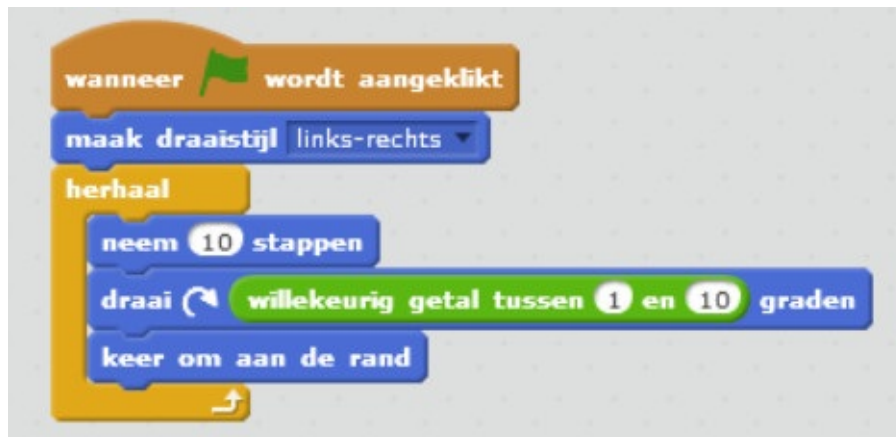 wanneer wordt aangeklikt
maak draaistijl links-rechts
herhaal
neem 10 stappen
draai willekeurig getal tussen 1 en 10 graden
keer om aan de rand